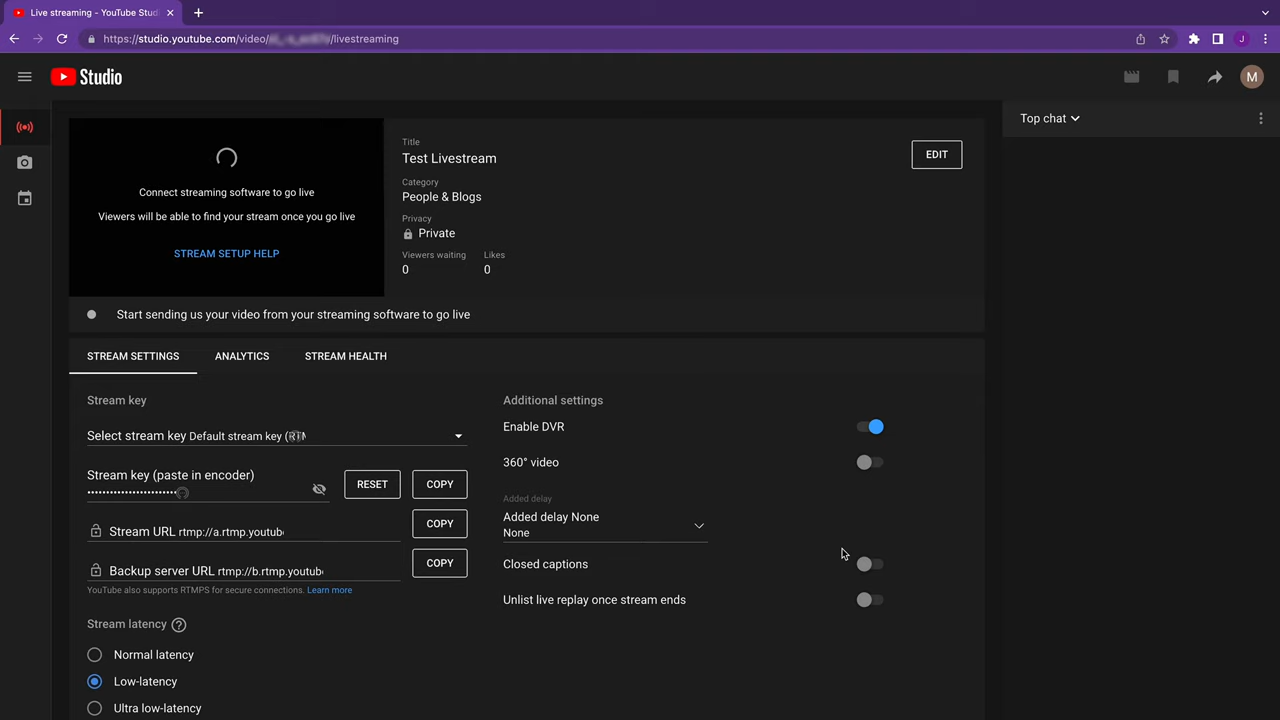 Live streaming - YouTube Stud
https://studio.youtube.com/video/ /livestreaming
J
Studio
M
Connect streaming software to go live
Viewers will be able to find your stream once you go live
STREAM SETUP HELP
Title
Test Livestream
Category
People & Blogs
Privacy
Private
Viewers waiting
Likes
0
0
EDIT
Top chat
Start sending us your video from your streaming software to go live
STREAM SETTINGS
ANALYTICS
STREAM HEALTH
Stream key
Select stream key Default stream key (RTM
Stream key (paste in encoder)
RESET
COPY
Stream URL rtmp://a.rtmp.youtube
COPY
Backup server URL rtmp://b.rtmp.youtube
COPY
YouTube also supports RTMPS for secure connections. Learn more
Stream latency
Normal latency
Low-latency
Ultra low-latency
Additional settings
Enable DVR
360° video
Added delay
Added delay None
None
Closed captions
Unlist live replay once stream ends